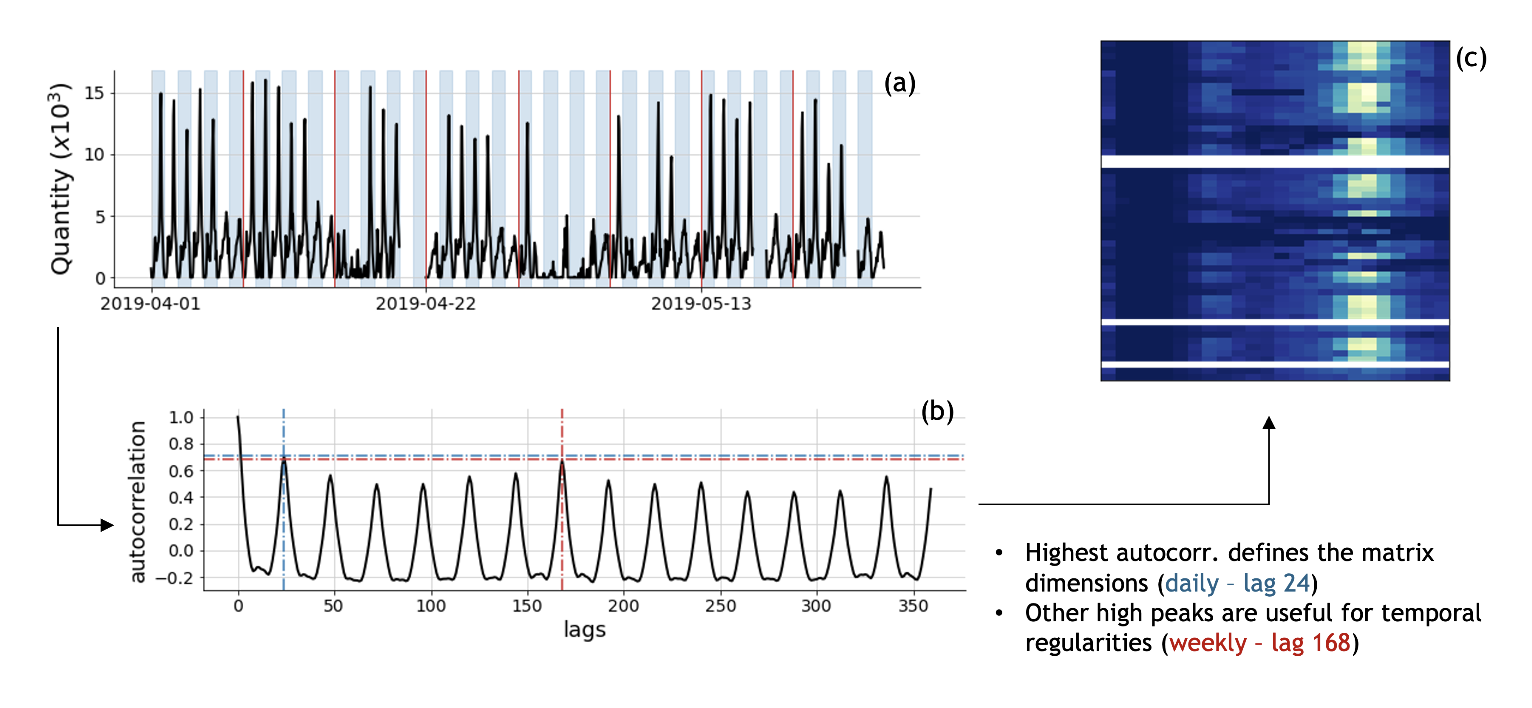 (a)
Quantity (x10³)
15
10
5
0
2019-04-01
2019-04-22
2019-05-13
(c)
(b)
autocorrelation
1.0
0.8
0.6
0.4
0.2
0.0
−0.2
0
50
100
150
200
250
300
350
lags
• Highest autocorr. defines the matrix
dimensions (daily – lag 24)
• Other high peaks are useful for temporal
regularities (weekly – lag 168)